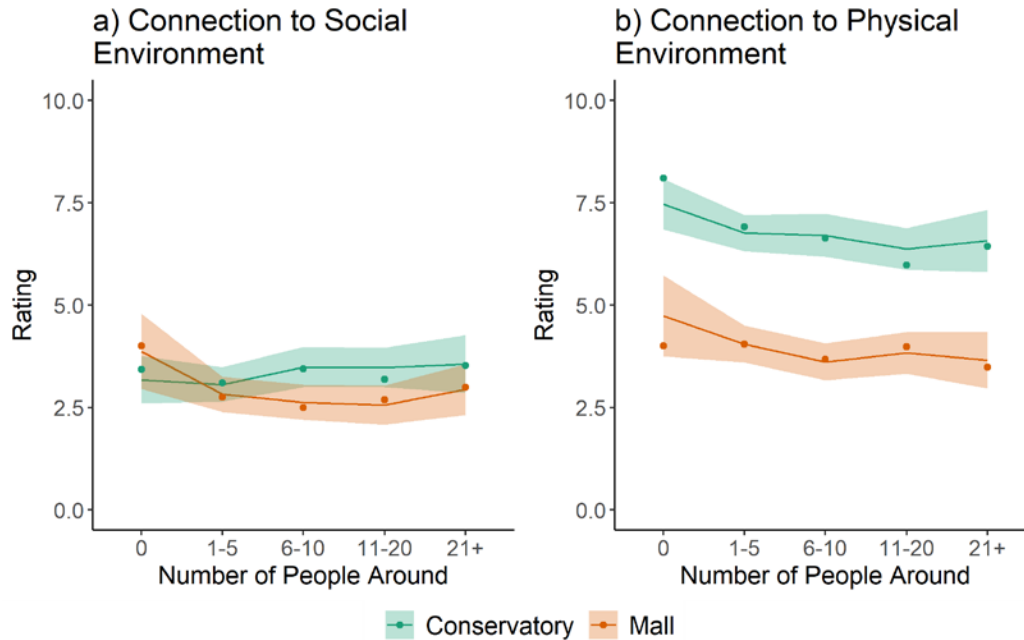 a) Connection to Social
Environment
10.0
7.5
5.0
2.5
0.0
Rating
0 1-5 6-10 11-20 21+
Number of People Around
b) Connection to Physical
Environment
10.0
7.5
5.0
2.5
0.0
Rating
0 1-5 6-10 11-20 21+
Number of People Around
Conservatory Mall